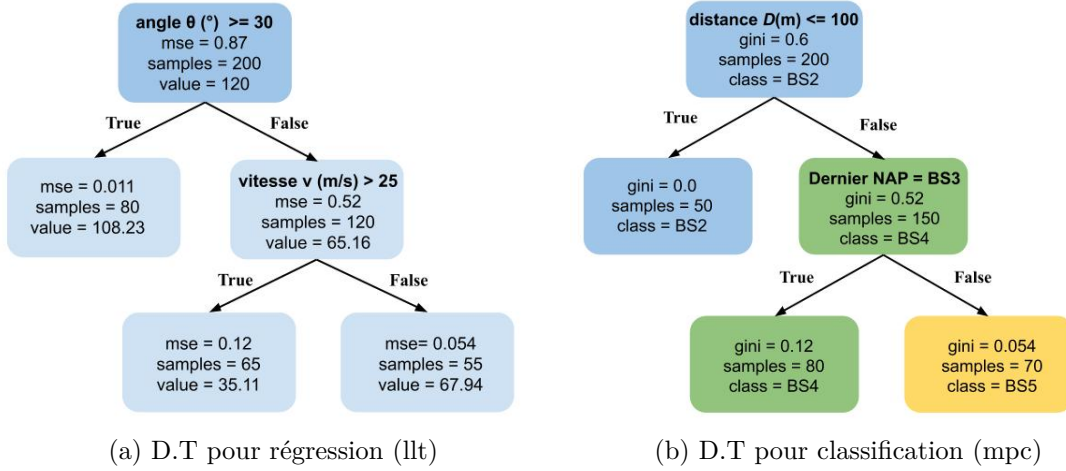 angle θ (°) >= 30
mse = 0.87
samples = 200
value = 120
True
False
mse = 0.011
samples = 80
value = 108.23
vitesse v (m/s) > 25
mse = 0.52
samples = 120
value = 65.16
True
False
mse = 0.12
samples = 65
value = 35.11
mse= 0.054
samples = 55
value = 67.94
(a) D.T pour régression (llt)
distance D(m) <= 100
gini = 0.6
samples = 200
class = BS2
True
False
gini = 0.0
samples = 50
class = BS2
Dernier NAP = BS3
gini = 0.52
samples = 150
class = BS4
True
False
gini = 0.12
samples = 80
class = BS4
gini = 0.054
samples = 70
class = BS5
(b) D.T pour classification (mpc)